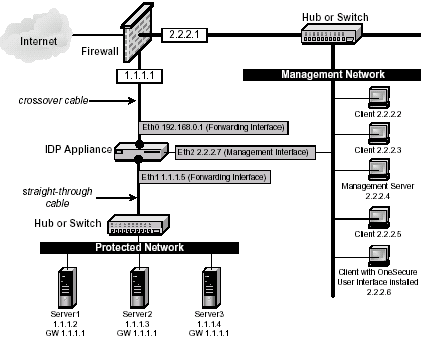 Hub or Switch
Internet
2.2.2.1
Firewall
1.1.1.1
Management Network
crossover cable
Client 2.2.2.2
Eth0 192.168.0.1 (Forwarding Interface)
Client 2.2.2.3
IDP Appliance
Eth2 2.2.2.7 (Management Interface)
Eth1 1.1.1.5 (Forwarding Interface)
Management Server
2.2.2.4
straight-through
cable
Hub or Switch
Client 2.2.2.5
Protected Network
Client with OneSecure
User Interface installed
2.2.2.6
Server1
1.1.1.2
GW 1.1.1.1
Server2
1.1.1.3
GW 1.1.1.1
Server3
1.1.1.4
GW 1.1.1.1